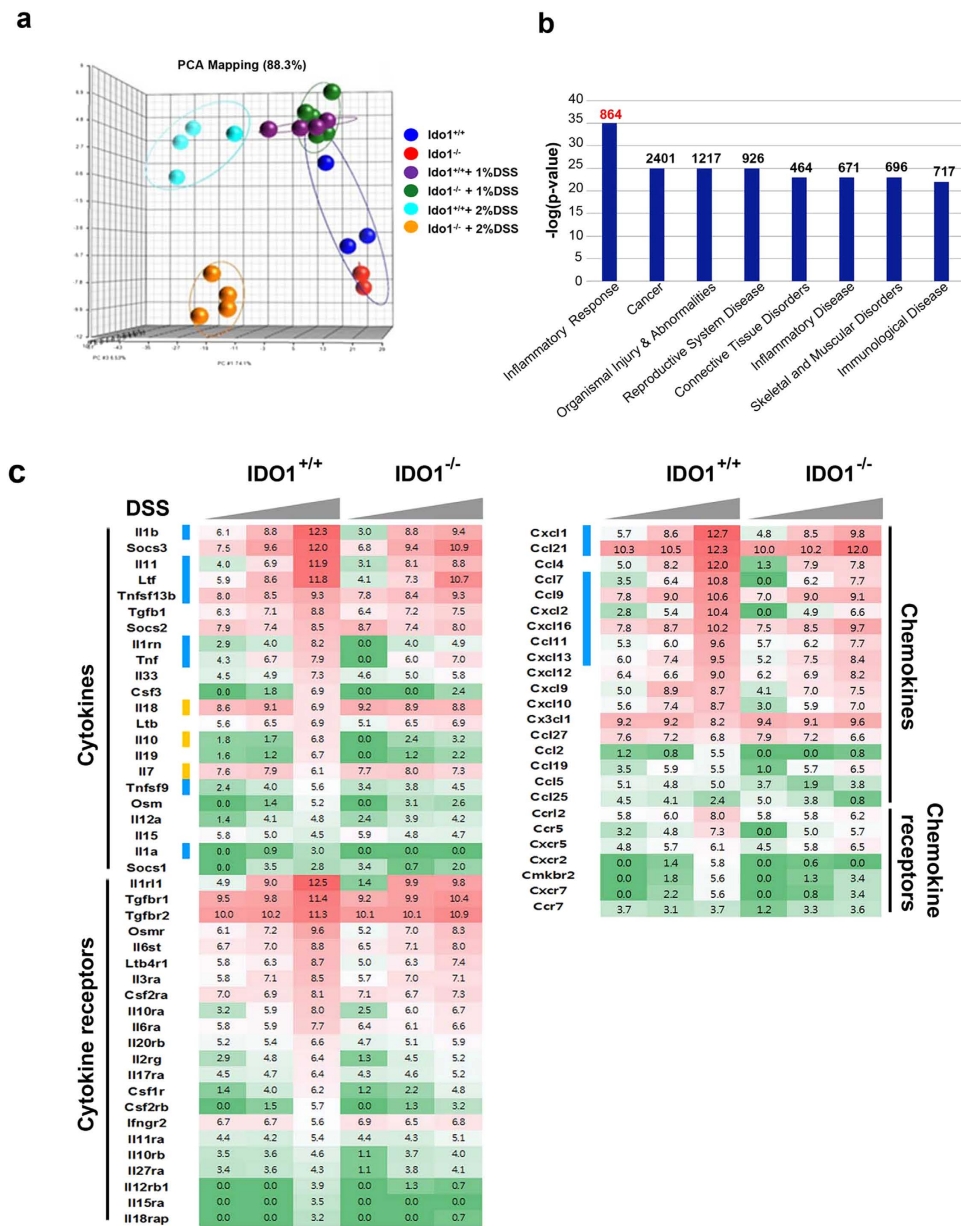 a
PCA Mapping (88.3%)
Ido1+/+
Ido1-/-
Ido1+/+ + 1%DSS
Ido1-/- + 1%DSS
Ido1+/+ + 2%DSS
Ido1-/- + 2%DSS
PC #1 74.1%
b
-log(p-value)
40
35
30
25
20
15
10
5
0
864
2401
1217
926
464
671
696
717
Inflammatory Response
Cancer
Organismal Injury & Abnormalities
Reproductive System Disease
Connective Tissue Disorders
Inflammatory Disease
Skeletal and Muscular Disorders
Immunological Disease
c
IDO1+/+ IDO1-/-
DSS
Cytokines
Il1b 6.1 8.8 12.3 3.0 8.8 9.4
Socs3 7.5 9.6 12.0 6.8 9.4 10.9
Il11 4.0 6.9 11.9 3.1 8.1 8.8
Ltf 5.9 8.6 11.8 4.1 7.3 10.7
Tnfsf13b 8.0 8.5 9.3 7.8 8.4 9.3
Tgfb1 6.3 7.1 8.8 6.4 7.2 7.5
Socs2 7.9 7.4 8.5 8.7 7.4 8.0
Il1rn 2.9 4.0 8.2 0.0 4.0 4.9
Tnf 4.3 6.7 7.9 0.0 6.0 7.0
Il33 4.5 4.9 7.3 4.6 5.0 5.8
Csf3 0.0 1.8 6.9 0.0 0.0 2.4
Il18 8.6 9.1 6.9 9.2 8.9 8.8
Ltb 5.6 6.5 6.9 5.1 6.5 6.9
Il10 1.8 1.7 6.8 0.0 2.4 3.2
Il19 1.6 1.2 6.7 0.0 1.2 2.2
Il7 7.6 7.9 6.1 7.7 8.0 7.3
Tnfsf9 2.4 4.0 5.6 3.4 3.8 4.5
Osm 0.0 1.4 5.2 0.0 3.1 2.6
Il12a 1.4 4.1 4.8 2.4 3.9 4.2
Il15 5.8 5.0 4.5 5.9 4.8 4.7
Il1a 0.0 0.9 3.0 0.0 0.0 0.0
Socs1 0.0 3.5 2.8 3.4 0.7 2.0
Cytokine receptors
Il1rl1 4.9 9.0 12.5 1.4 9.9 9.8
Tgfbr1 9.5 9.8 11.4 9.2 9.9 10.4
Tgfbr2 10.0 10.2 11.3 10.1 10.1 10.9
Osmr 6.1 7.2 9.6 5.2 7.0 8.3
Il6st 6.7 7.0 8.8 6.5 7.1 8.0
Ltb4r1 5.8 6.3 8.7 5.0 6.3 7.4
Il3ra 5.8 7.1 8.5 5.7 7.0 7.1
Csf2ra 7.0 6.9 8.1 7.1 6.7 7.3
Il10ra 3.2 5.9 8.0 2.5 6.0 6.7
Il6ra 5.8 5.9 7.7 6.4 6.1 6.6
Il20rb 5.2 5.4 6.6 4.7 5.1 5.9
Il2rg 2.9 4.8 6.4 1.3 4.5 5.2
Il17ra 4.5 4.7 6.4 4.3 4.6 5.2
Csf1r 1.4 4.0 6.2 1.2 2.2 4.8
Csf2rb 0.0 1.5 5.7 0.0 1.3 3.2
Ifngr2 6.7 6.7 5.6 6.9 6.5 6.8
Il11ra 4.4 4.2 5.4 4.4 4.3 5.1
Il10rb 3.5 3.6 4.6 1.1 3.7 4.0
Il27ra 3.4 3.6 4.3 1.1 3.8 4.1
Il12rb1 0.0 0.0 3.9 0.0 1.3 0.7
Il15ra 0.0 0.0 3.5 0.0 0.0 0.0
Il18rap 0.0 0.0 3.2 0.0 0.0 0.7
IDO1+/+ IDO1-/-
Cxcl1 5.7 8.6 12.7 4.8 8.5 9.8
Ccl21 10.3 10.5 12.3 10.0 10.2 12.0
Ccl4 5.0 8.2 12.0 1.3 7.9 7.8
Ccl7 3.5 6.4 10.8 0.0 6.2 7.7
Ccl9 7.8 9.0 10.6 7.0 9.0 9.1
Cxcl2 2.8 5.4 10.4 0.0 4.9 6.6
Cxcl16 7.8 8.7 10.2 7.5 8.5 9.7
Ccl11 5.3 6.0 9.6 5.7 6.2 7.7
Cxcl13 6.0 7.4 9.5 5.2 7.5 8.4
Cxcl12 6.4 6.6 9.0 6.2 6.9 8.2
Cxcl9 5.0 8.9 8.7 4.1 7.0 7.5
Cxcl10 5.6 7.4 8.7 3.0 5.9 7.0
Cx3cl1 9.2 9.2 8.2 9.4 9.1 9.6
Ccl27 7.6 7.2 6.8 7.9 7.2 6.6
Ccl2 1.2 0.8 5.5 0.0 0.0 0.8
Ccl19 3.5 5.9 5.5 1.0 5.7 6.5
Ccl5 5.1 4.8 5.0 3.7 1.9 3.8
Ccl25 4.5 4.1 2.4 5.0 3.8 0.8
Chemokines
Ccrl2 5.8 6.0 8.0 5.8 5.8 6.2
Ccr5 3.2 4.8 7.3 0.0 5.0 5.7
Cxcr5 4.8 5.7 6.1 4.5 5.8 6.5
Cxcr2 0.0 1.4 5.8 0.0 0.6 0.0
Cmkbr2 0.0 1.8 5.6 0.0 1.3 3.4
Cxcr7 0.0 2.2 5.6 0.0 0.8 3.4
Ccr7 3.7 3.1 3.7 1.2 3.3 3.6
Chemokine
receptors